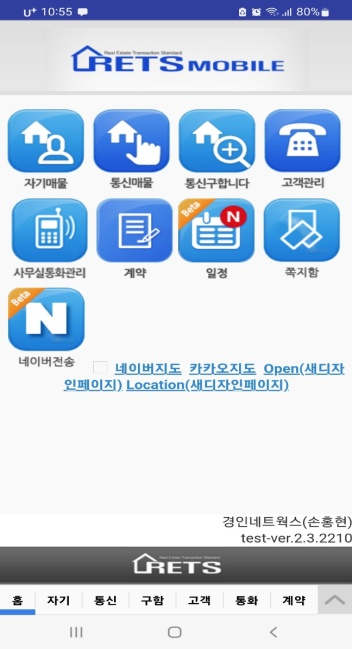 U+ 10:55 80%
Real Estate Transaction Standard
RETS MOBILE
자기매물 통신매물 통신구합니다 고객관리
Beta N
사무실통화관리 계약 일정 쪽지함
Beta
N
네이버전송
네이버지도 카카오지도 Open(새디자
인페이지) Location(새디자인페이지)
경인네트웍스(손홍현)
test-ver.2.3.2210
Real Estate Transaction Standard
RETS
홈 자기 통신 구함 고객 통화 계약